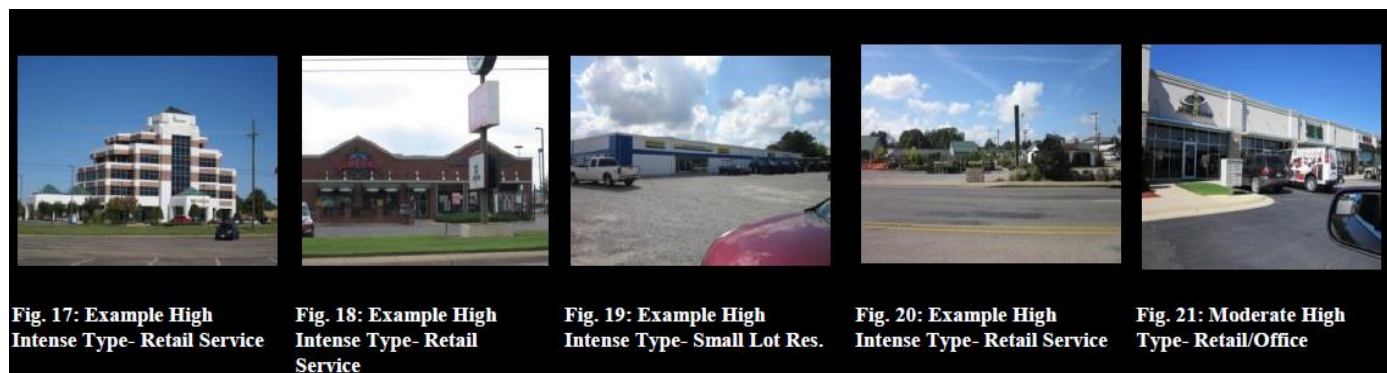 Fig. 17: Example High
Intense Type- Retail Service
Fig. 18: Example High
Intense Type- Retail
Service
Fig. 19: Example High
Intense Type- Small Lot Res.
Fig. 20: Example High
Intense Type- Retail Service
Fig. 21: Moderate High
Type- Retail/Office